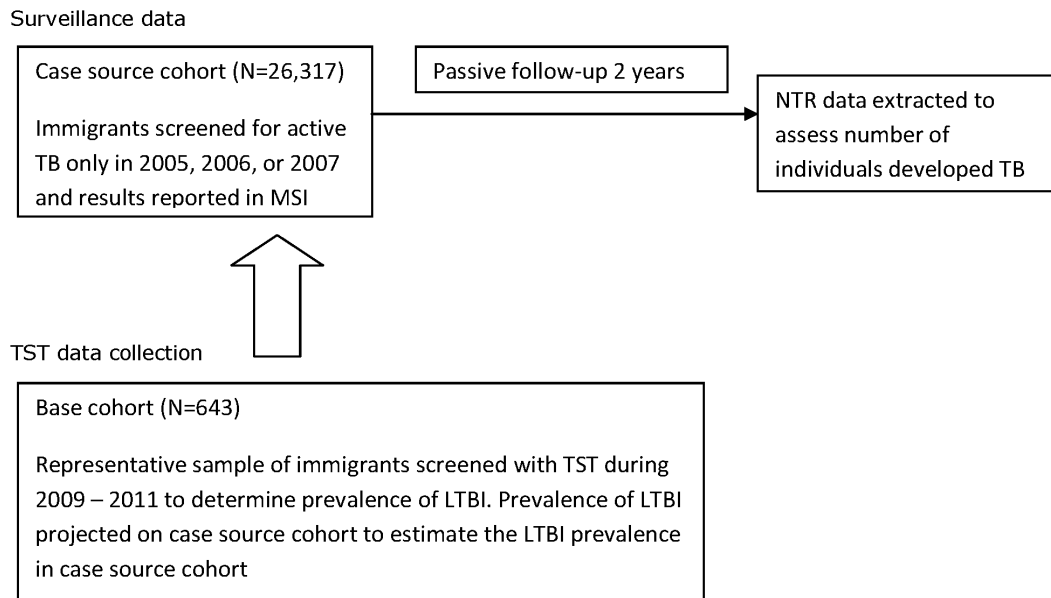 Surveillance data
Case source cohort (N=26,317)
Immigrants screened for active
TB only in 2005, 2006, or 2007
and results reported in MSI
Passive follow-up 2 years
NTR data extracted to
assess number of
individuals developed TB
TST data collection
Base cohort (N=643)
Representative sample of immigrants screened with TST during
2009 – 2011 to determine prevalence of LTBI. Prevalence of LTBI
projected on case source cohort to estimate the LTBI prevalence
in case source cohort